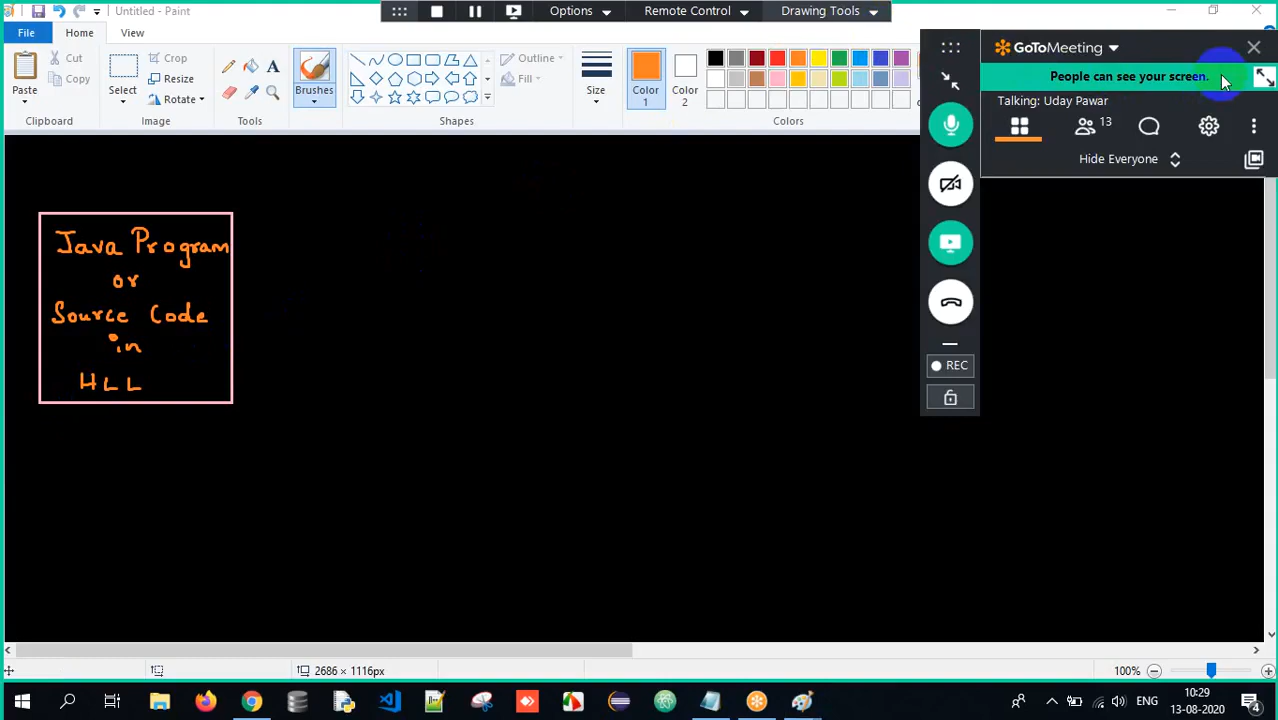 Untitled - Paint
Options
Remote Control
Drawing Tools
File
Home
View
Paste
Cut
Copy
Clipboard
Select
Crop
Resize
Rotate
Image
Tools
Brushes
Shapes
Outline
Fill
Size
Color 1
Color 2
Colors
GoToMeeting
People can see your screen.
Talking: Uday Pawar
13
Hide Everyone
REC
Java Program
or
Source Code
in
HLL
2686 × 1116px
100%
ENG
10:29
13-08-2020
4